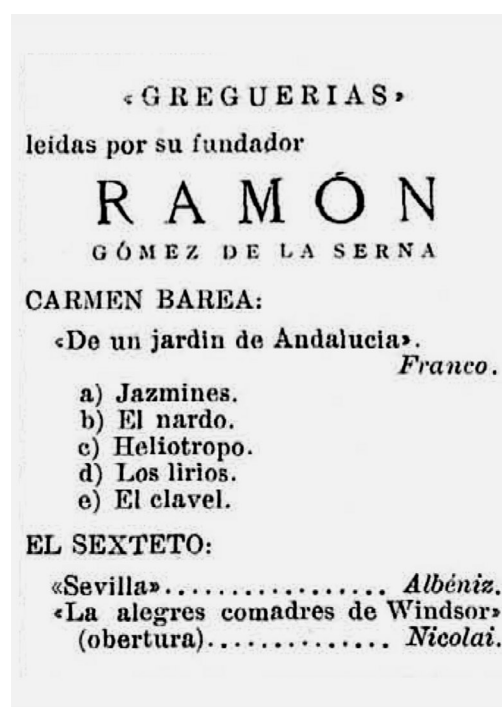 «GREGUERIAS»
leidas por su fundador
RAMÓN
GÓMEZ DE LA SERNA
CARMEN BAREA:
«De un jardin de Andalucia».
Franco.
a) Jazmines.
b) El nardo.
c) Heliotropo.
d) Los lirios.
e) El clavel.
EL SEXTETO:
«Sevilla»................. Albéniz.
«La alegres comadres de Windsor»
(obertura).............. Nicolai.